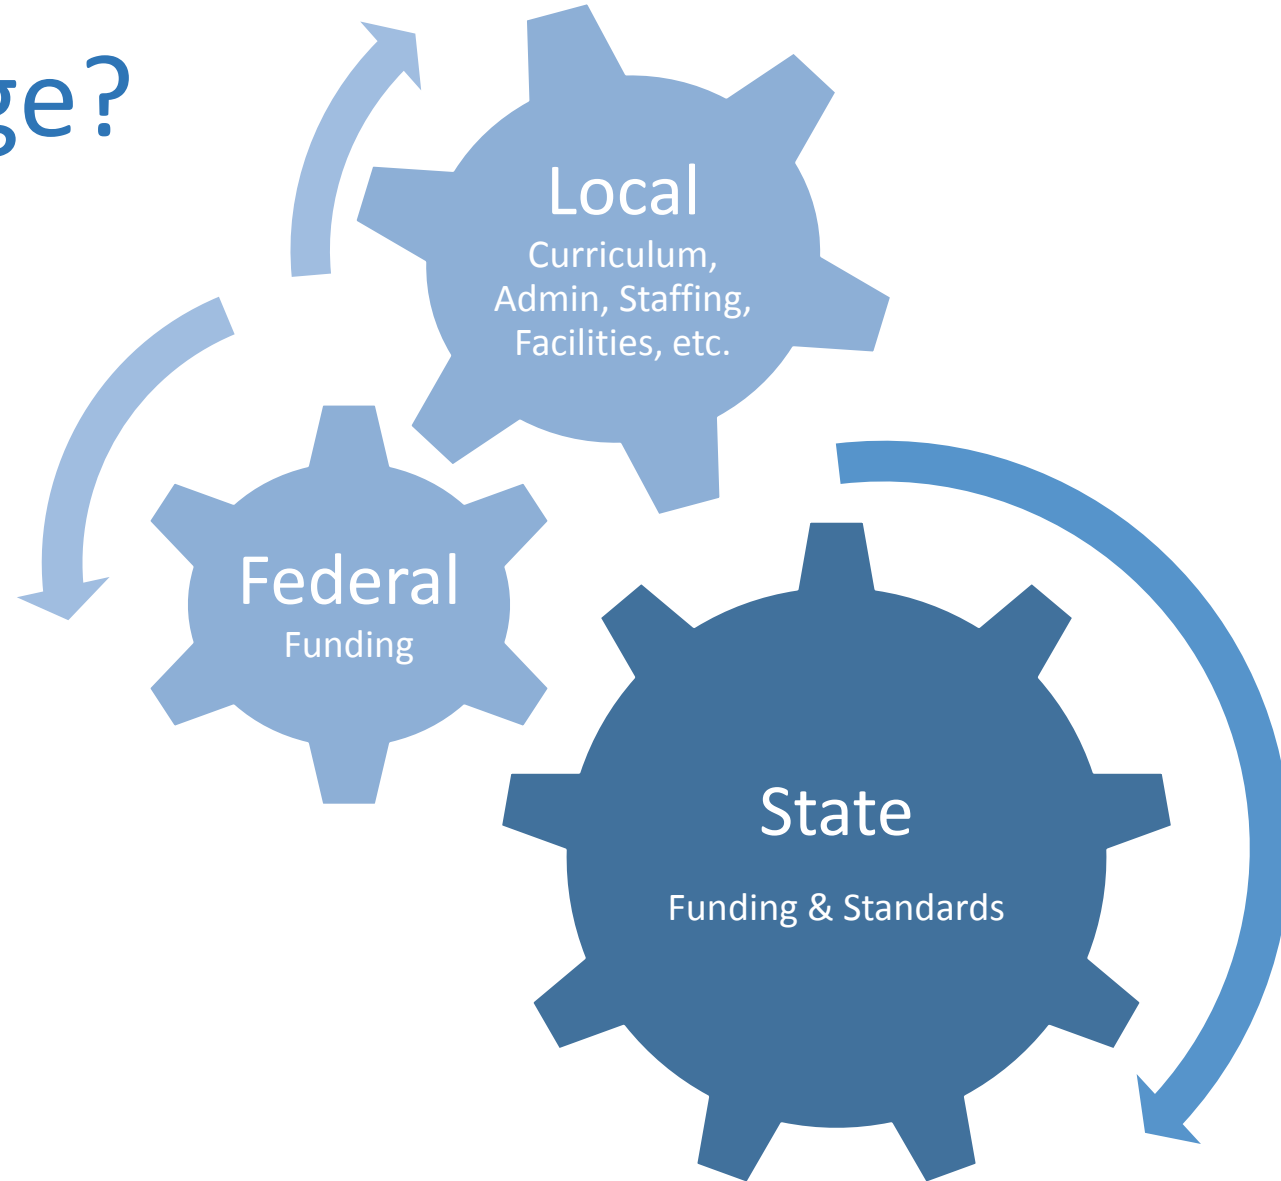 ge?
Local
Curriculum,
Admin, Staffing,
Facilities, etc.
Federal
Funding
State
Funding & Standards